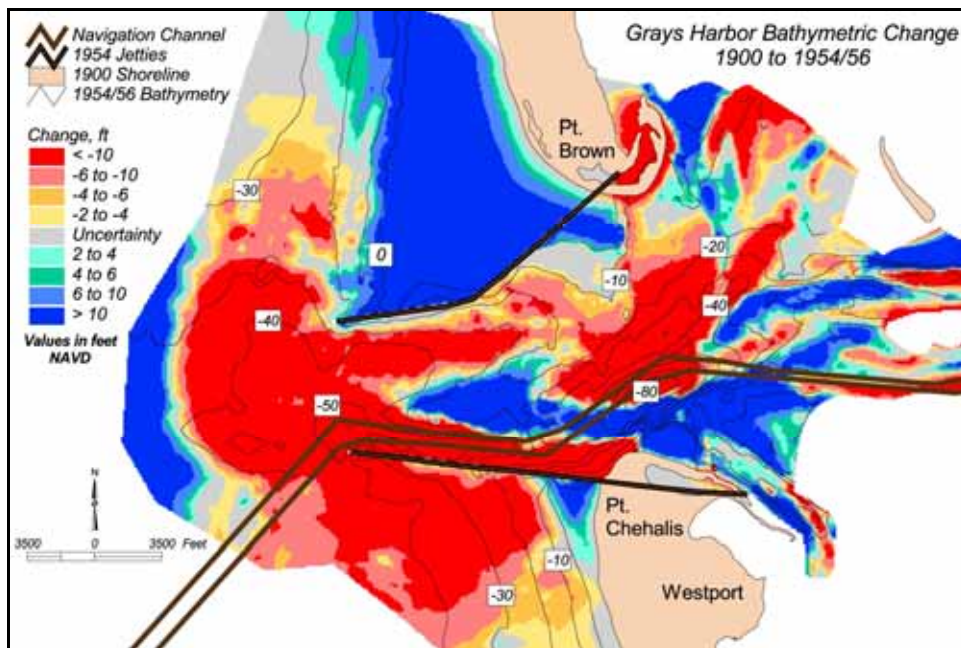 Navigation Channel
1954 Jetties
1900 Shoreline
1954/56 Bathymetry
Grays Harbor Bathymetric Change
1900 to 1954/56
Change, ft
< -10
-6 to -10
-4 to -6
-2 to -4
Uncertainty
2 to 4
4 to 6
6 to 10
> 10
Values in feet
NAVD
Pt.
Brown
-30
0
-20
-10
-40
-40
-80
-50
Pt.
Chehalis
-10
-30
Westport
N
3500 0 3500 Feet